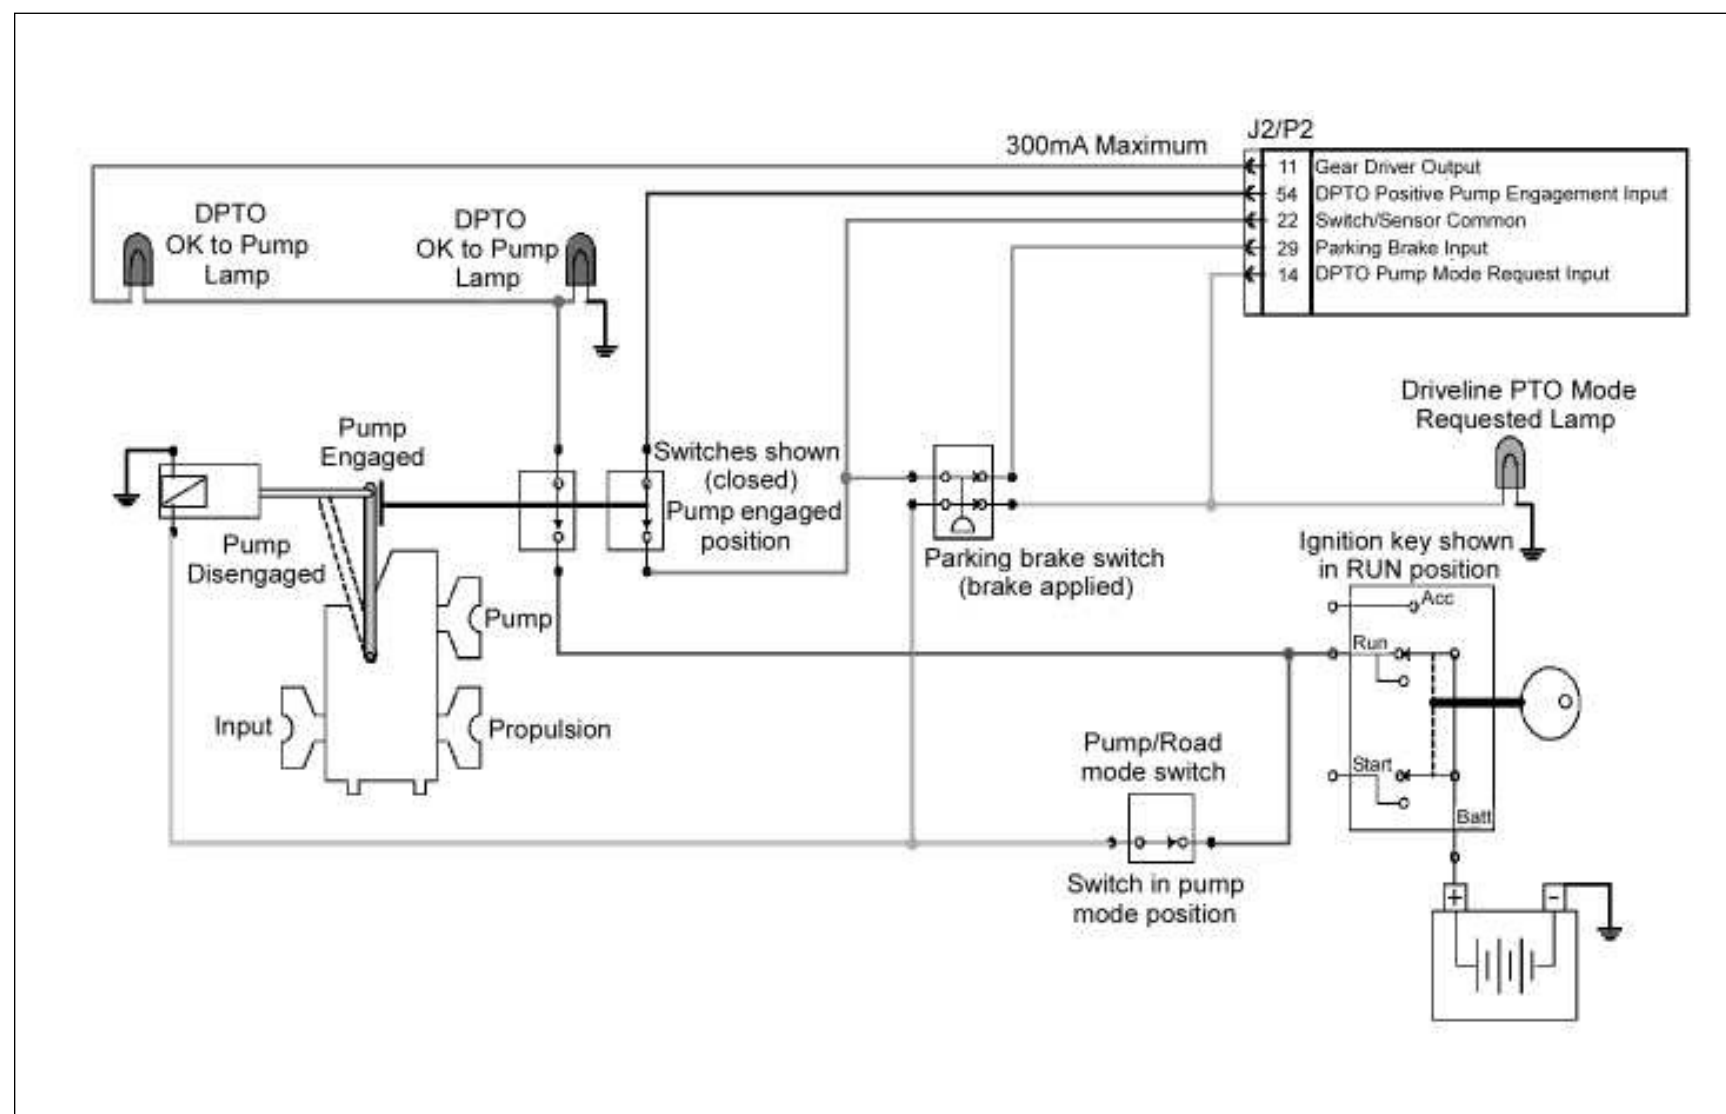 J2/P2
300mA Maximum
11 Gear Driver Output
54 DPTO Positive Pump Engagement Input
22 Switch/Sensor Common
29 Parking Brake Input
14 DPTO Pump Mode Request Input
DPTO
OK to Pump
Lamp
DPTO
OK to Pump
Lamp
Driveline PTO Mode
Requested Lamp
Pump
Engaged
Switches shown
(closed)
Pump engaged
position
Pump
Disengaged
Parking brake switch
(brake applied)
Ignition key shown
in RUN position
Acc
Run
Start
Batt
Pump
Input
Propulsion
Pump/Road
mode switch
Switch in pump
mode position
+
-